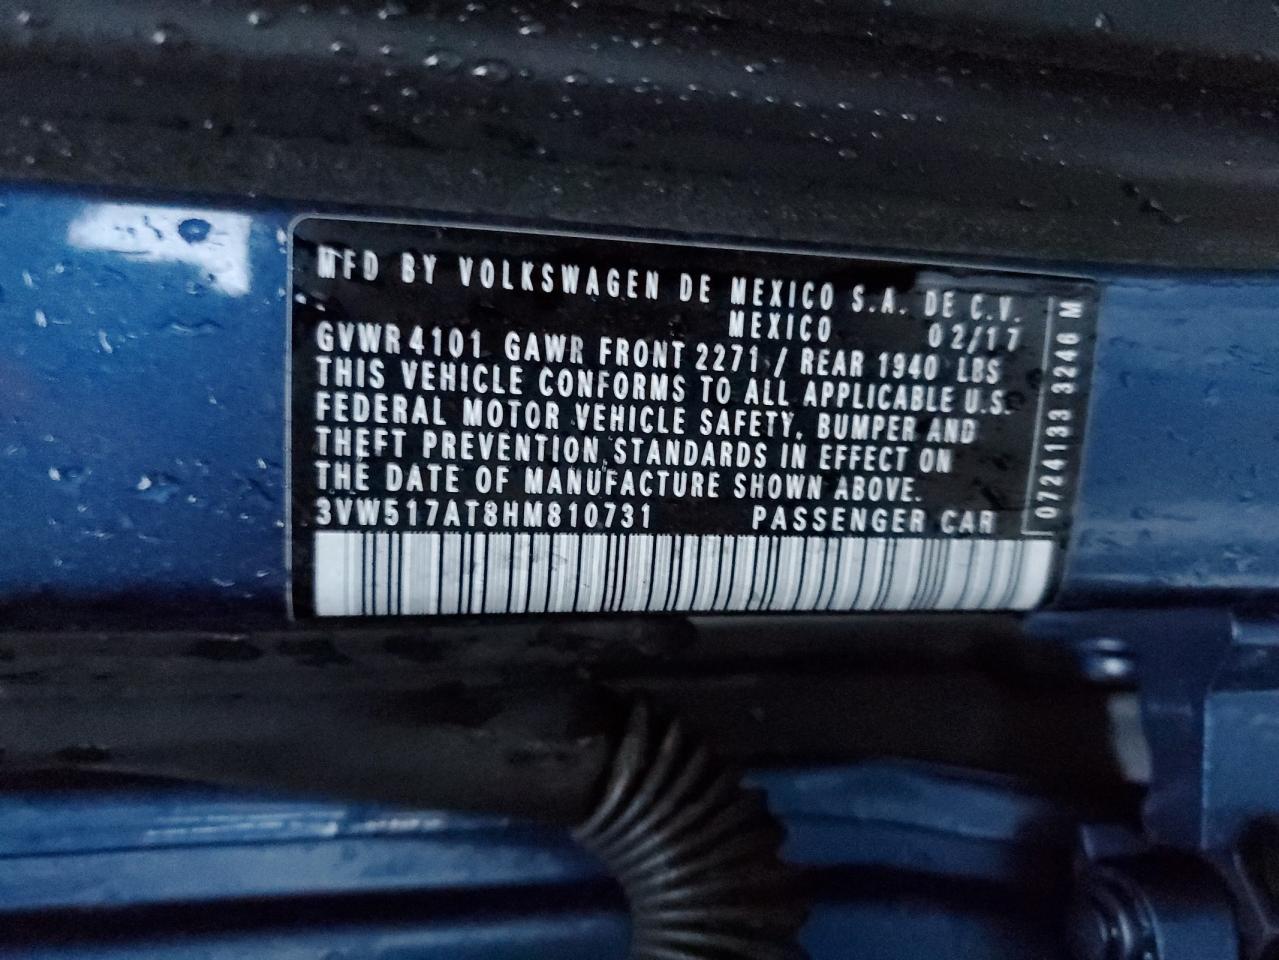 MFD BY VOLKSWAGEN DE MEXICO S.A. DE C.V.
MEXICO 02/17
GVWR 4101 GAWR FRONT 2271 / REAR 1940 LBS
THIS VEHICLE CONFORMS TO ALL APPLICABLE U.S.
FEDERAL MOTOR VEHICLE SAFETY, BUMPER AND
THEFT PREVENTION STANDARDS IN EFFECT ON
THE DATE OF MANUFACTURE SHOWN ABOVE.
3VW517AT8HM810731 PASSENGER CAR
0724133 3246 M